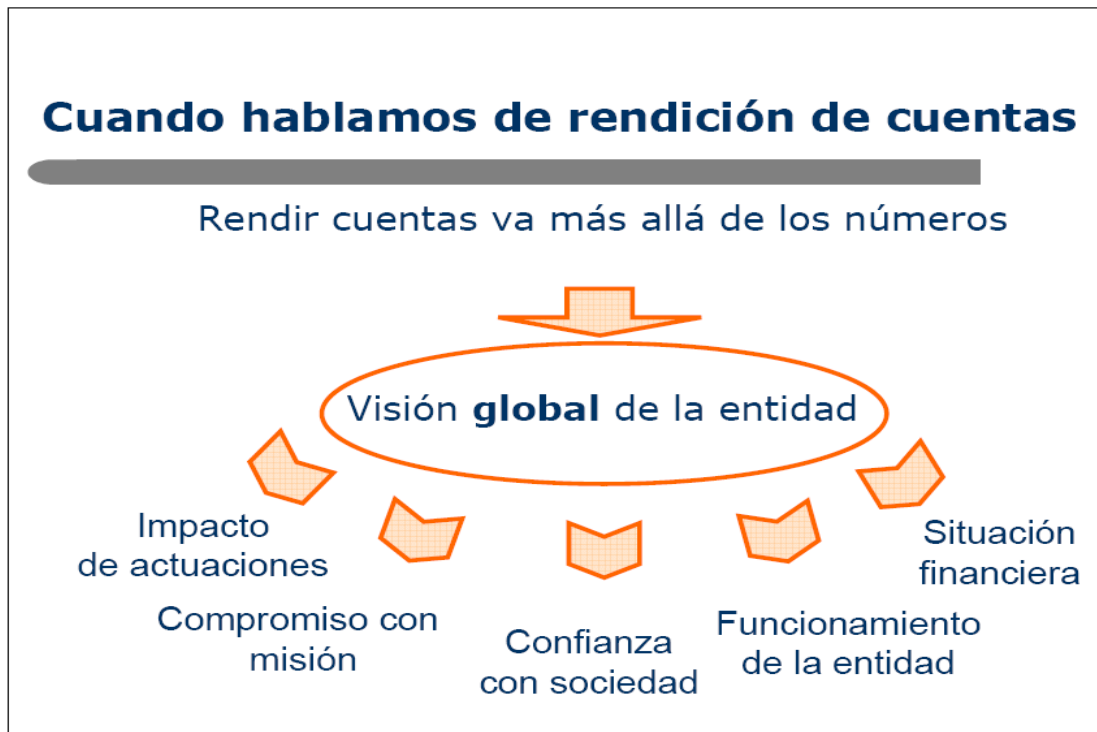 Cuando hablamos de rendición de cuentas
Rendir cuentas va más allá de los números
Visión global de la entidad
Impacto
de actuaciones
Compromiso con
misión
Confianza
con sociedad
Funcionamiento
de la entidad
Situación
financiera